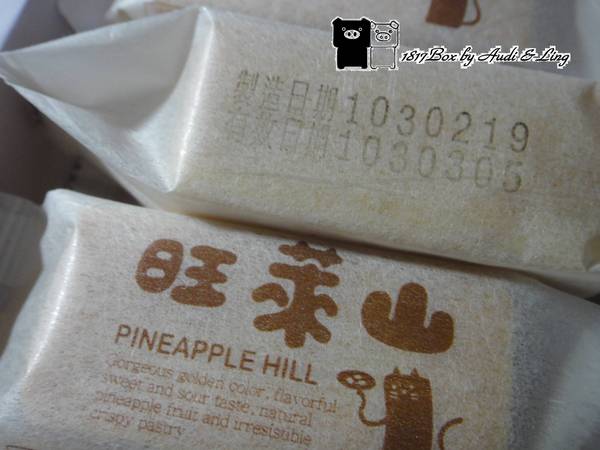 1817Box by Audi & Ling
製造日期1030219
有效日期1030305
旺萊山
PINEAPPLE HILL
Gorgeous golden color, flavorful
sweet and sour taste, natural
pineapple fruit and irresistible
crispy pastry